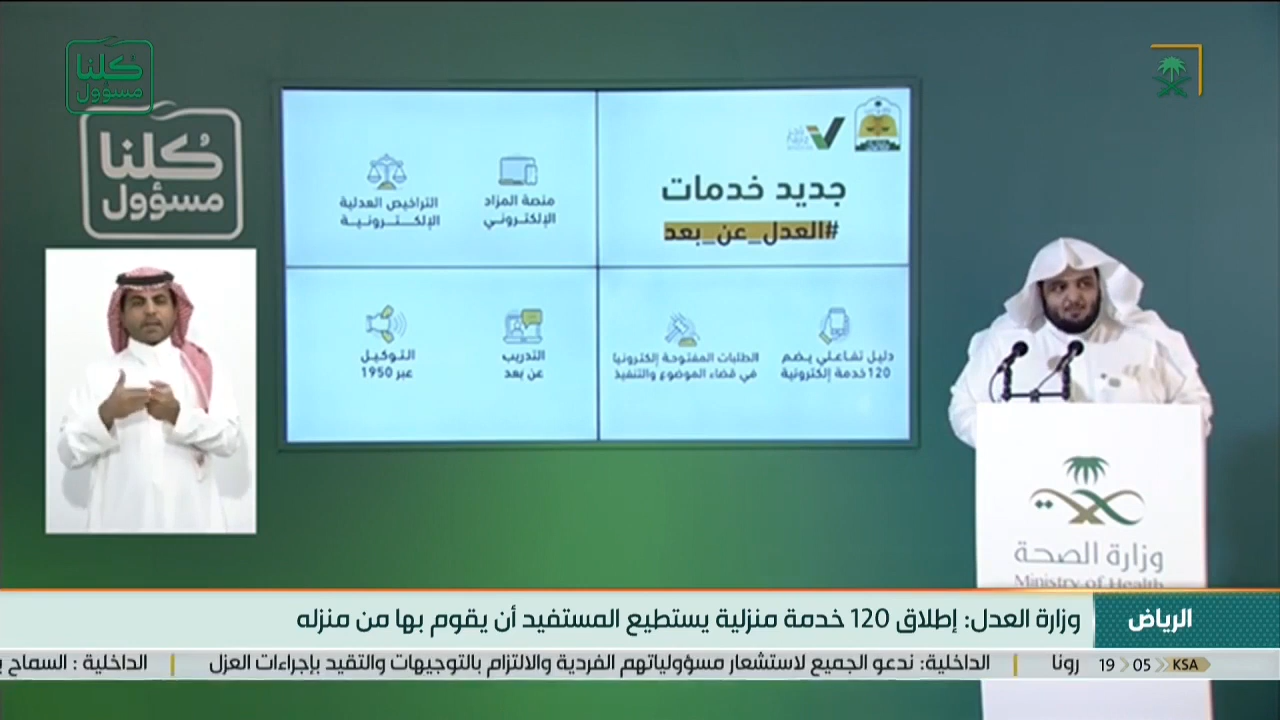 كُلنا
مسؤول
كُلنا
مسؤول
جديد خدمات
#العدل_عن_بعد
منصة المزاد
الإلكتروني
التراخيص العدلية
الإلكترونية
دليل تفاعلي يضم
120 خدمة إلكترونية
الطلبات المفتوحة إلكترونيا
في قضاء الموضوع والتنفيذ
التدريب
عن بعد
التوكيل
عبر 1950
وزارة الصحة
Ministry of Health
الرياض
وزارة العدل: إطلاق 120 خدمة منزلية يستطيع المستفيد أن يقوم بها من منزله
KSA 05 19
رونا | الداخلية: ندعو الجميع لاستشعار مسؤولياتهم الفردية والالتزام بالتوجيهات والتقيد بإجراءات العزل | الداخلية : السماح